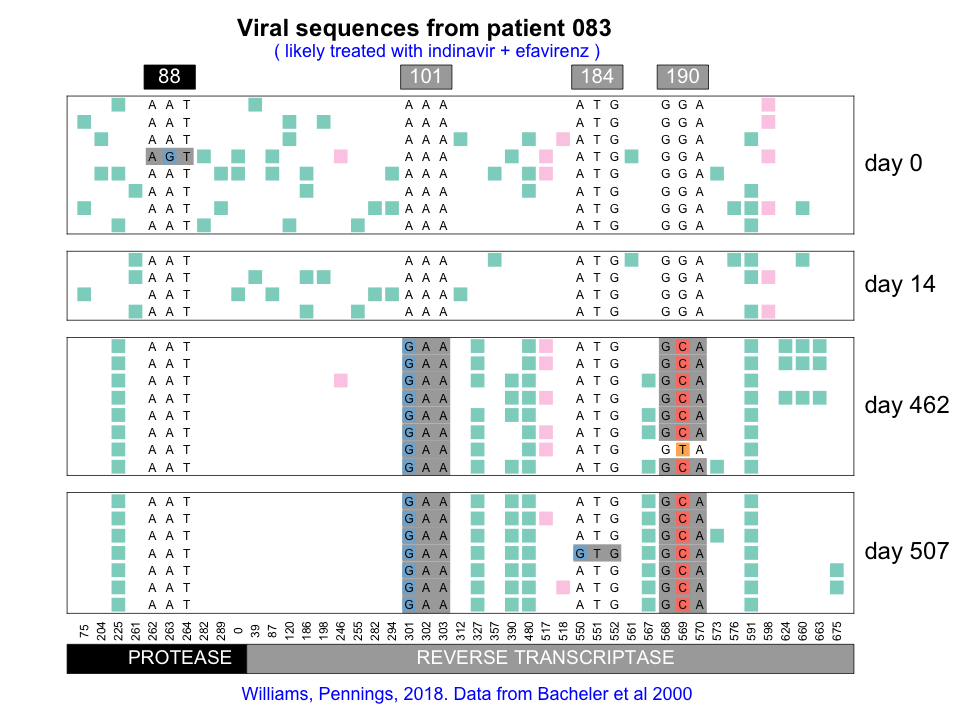 Viral sequences from patient 083
( likely treated with indinavir + efavirenz )
88 101 184 190
A A T A A A A T G G G A
A A T A A A A T G G G A
A A T A A A A T G G G A
A G T A A A A T G G G A
day 0
A A T A A A A T G G G A
A A T A A A A T G G G A
A A T A A A A T G G G A
A A T A A A A T G G G A
A A T A A A A T G G G A
A A T A A A A T G G G A
day 14
A A T A A A A T G G G A
A A T A A A A T G G G A
A A T G A A A T G G C A
A A T G A A A T G G C A
A A T G A A A T G G C A
A A T G A A A T G G C A
day 462
A A T G A A A T G G C A
A A T G A A A T G G C A
A A T G A A A T G G T A
A A T G A A A T G G C A
A A T G A A A T G G C A
A A T G A A A T G G C A
A A T G A A A T G G C A
A A T G A A G T G G C A
day 507
A A T G A A A T G G C A
A A T G A A A T G G C A
A A T G A A A T G G C A
75 204 225 261 262 263 264 282 289 0 39 87 120 186 198 246 255 282 294 301 302 303 312 327 357 390 480 517 518 550 551 552 561 567 568 569 570 573 576 591 598 624 660 663 675
PROTEASE REVERSE TRANSCRIPTASE
Williams, Pennings, 2018. Data from Bacheler et al 2000